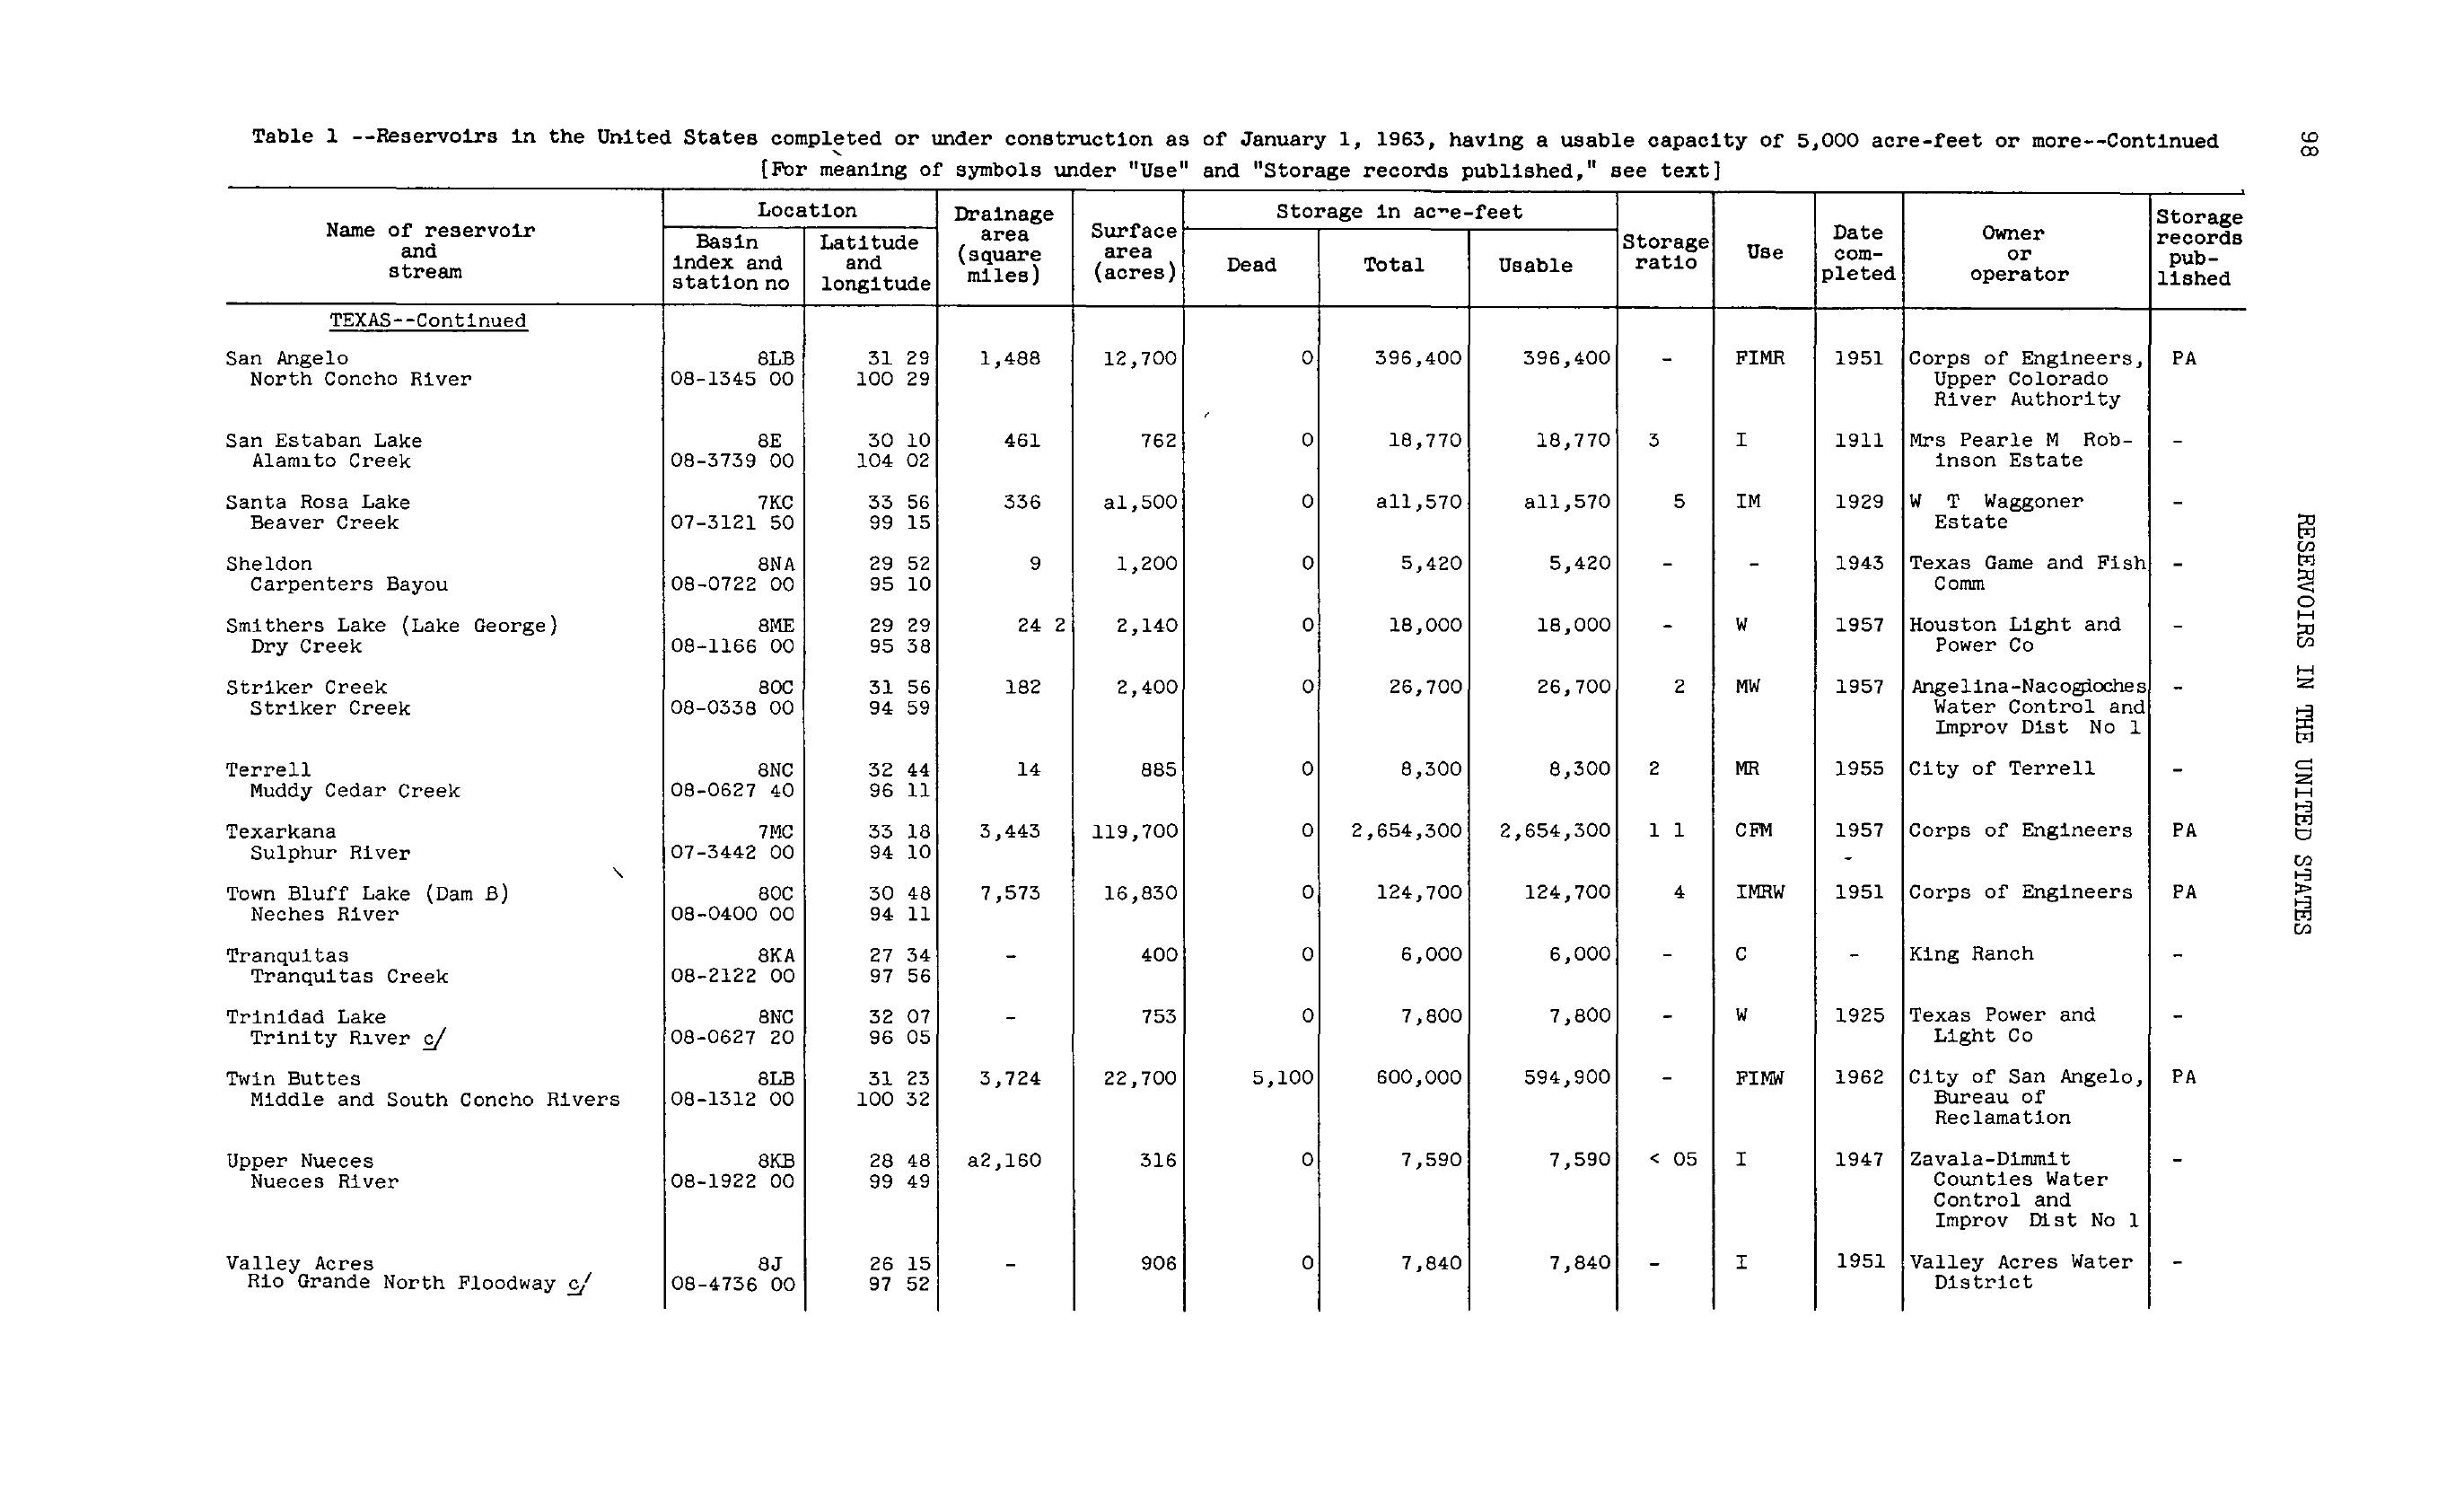 Table 1 --Reservoirs in the United States completed or under construction as of January 1, 1963, having a usable capacity of 5,000 acre-feet or more--Continued
98
[For meaning of symbols under "Use" and "Storage records published," see text]
Name of reservoir and stream | Location | Drainage area (square miles) | Surface area (acres) | Storage in acre-feet | Storage ratio | Use | Date com-pleted | Owner or operator | Storage records pub-lished
Basin index and station no | Latitude and longitude | Dead | Total | Usable
TEXAS--Continued
San Angelo 8LB 31 29 1,488 12,700 0 396,400 396,400 - FIMR 1951 Corps of Engineers, PA
North Concho River 08-1345 00 100 29 Upper Colorado
River Authority
San Estaban Lake 8E 30 10 461 762 0 18,770 18,770 3 I 1911 Mrs Pearle M Rob- -
Alamito Creek 08-3739 00 104 02 inson Estate
Santa Rosa Lake 7KC 33 56 336 a1,500 0 a11,570 a11,570 5 IM 1929 W T Waggoner -
Beaver Creek 07-3121 50 99 15 Estate
Sheldon 8NA 29 52 9 1,200 0 5,420 5,420 - - 1943 Texas Game and Fish -
Carpenters Bayou 08-0722 00 95 10 Comm
Smithers Lake (Lake George) 8ME 29 29 24 2 2,140 0 18,000 18,000 - W 1957 Houston Light and -
Dry Creek 08-1166 00 95 38 Power Co
Striker Creek 8OC 31 56 182 2,400 0 26,700 26,700 2 MW 1957 Angelina-Nacogdoches -
Striker Creek 08-0338 00 94 59 Water Control and
Improv Dist No 1
Terrell 8NC 32 44 14 885 0 8,300 8,300 2 MR 1955 City of Terrell -
Muddy Cedar Creek 08-0627 40 96 11
Texarkana 7MC 33 18 3,443 119,700 0 2,654,300 2,654,300 1 1 CFM 1957 Corps of Engineers PA
Sulphur River 07-3442 00 94 10
Town Bluff Lake (Dam B) 8OC 30 48 7,573 16,830 0 124,700 124,700 4 IMRW 1951 Corps of Engineers PA
Neches River 08-0400 00 94 11
Tranquitas 8KA 27 34 - 400 0 6,000 6,000 - C - King Ranch -
Tranquitas Creek 08-2122 00 97 56
Trinidad Lake 8NC 32 07 - 753 0 7,800 7,800 - W 1925 Texas Power and -
Trinity River c/ 08-0627 20 96 05 Light Co
Twin Buttes 8LB 31 23 3,724 22,700 5,100 600,000 594,900 - FIMW 1962 City of San Angelo, PA
Middle and South Concho Rivers 08-1312 00 100 32 Bureau of
Reclamation
Upper Nueces 8KB 28 48 a2,160 316 0 7,590 7,590 < 05 I 1947 Zavala-Dimmit -
Nueces River 08-1922 00 99 49 Counties Water
Control and
Improv Dist No 1
Valley Acres 8J 26 15 - 906 0 7,840 7,840 - I 1951 Valley Acres Water -
Rio Grande North Floodway c/ 08-4736 00 97 52 District
RESERVOIRS IN THE UNITED STATES